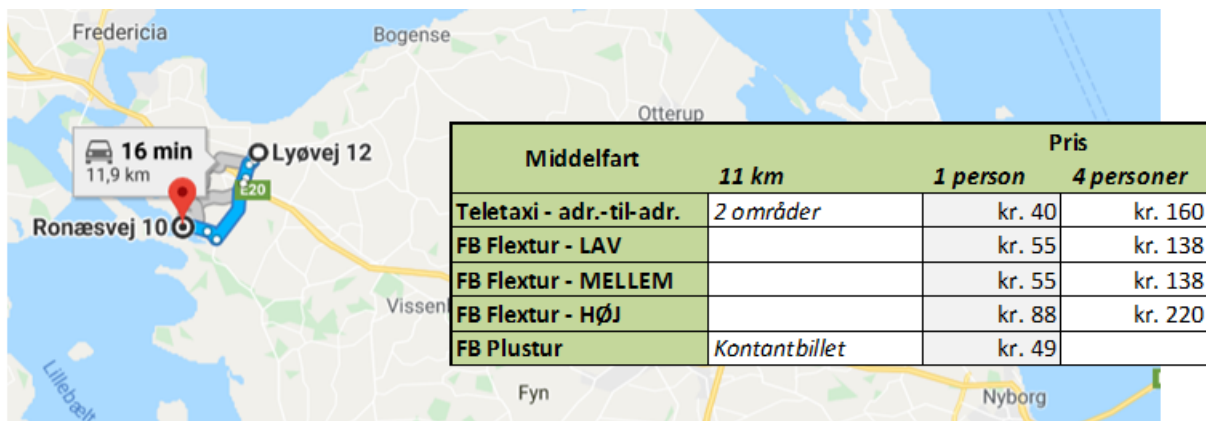 Fredericia
Bogense
Otterup
16 min
11,9 km
Lyøvej 12
E20
Ronæsvej 10
Lillebælt
Fyn
Nyborg
Middelfart Pris
11 km 1 person 4 personer
Teletaxi - adr.-til-adr. 2 områder kr. 40 kr. 160
FB Flextur - LAV kr. 55 kr. 138
FB Flextur - MELLEM kr. 55 kr. 138
FB Flextur - HØJ kr. 88 kr. 220
FB Plustur Kontantbillet kr. 49